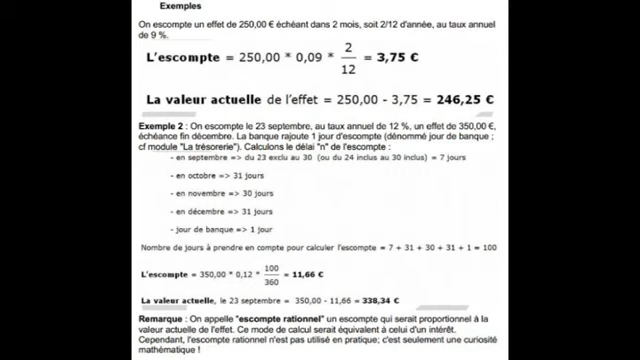 Exemples
On escompte un effet de 250,00 € échéant dans 2 mois, soit 2/12 d'année, au taux annuel
de 9 %.
L'escompte = 250,00 * 0,09 * 2/12 = 3,75 €
La valeur actuelle de l'effet = 250,00 - 3,75 = 246,25 €
Exemple 2 : On escompte le 23 septembre, au taux annuel de 12 %, un effet de 350,00 €,
échéance fin décembre. La banque rajoute 1 jour d'escompte (dénommé jour de banque ;
cf module "La trésorerie"). Calculons le délai "n" de l'escompte :
- en septembre => du 23 exclu au 30 (ou du 24 inclus au 30 inclus) = 7 jours
- en octobre => 31 jours
- en novembre => 30 jours
- en décembre => 31 jours
- jour de banque => 1 jour
Nombre de jours à prendre en compte pour calculer l'escompte = 7 + 31 + 30 + 31 + 1 = 100
L'escompte = 350,00 * 0,12 * 100/360 = 11,66 €
La valeur actuelle, le 23 septembre = 350,00 - 11,66 = 338,34 €
Remarque : On appelle "escompte rationnel" un escompte qui serait proportionnel à la
valeur actuelle de l'effet. Ce mode de calcul serait équivalent à celui d'un intérêt.
Cependant, l'escompte rationnel n'est pas utilisé en pratique; c'est seulement une curiosité
mathématique !